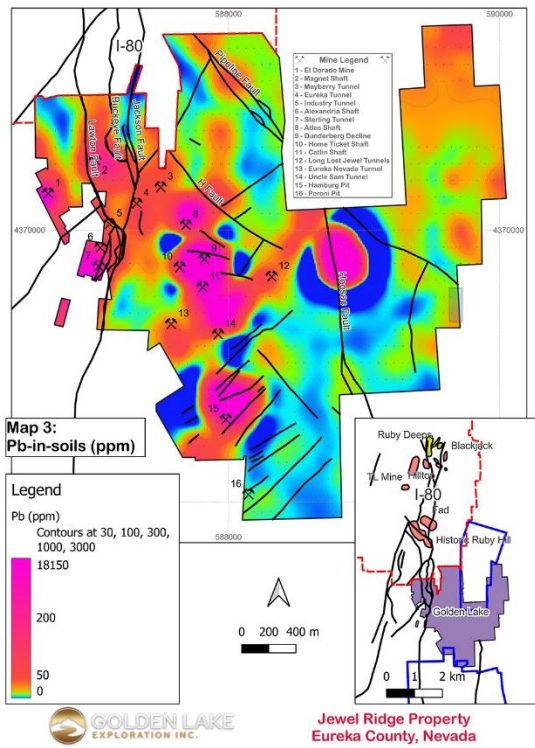 588000
590000
I-80
Pipeline Fault
Mine Legend
1 - El Dorado Mine
2 - Magnet Shaft
3 - Mayberry Tunnel
4 - Eureka Tunnel
5 - Industry Tunnel
6 - Alexandria Shaft
7 - Sterling Tunnel
8 - Atlas Shaft
9 - Dunderberg Decline
10 - Home Ticket Shaft
11 - Catlin Shaft
12 - Long Lost Jewel Tunnels
13 - Eureka Nevada Tunnel
14 - Uncle Sam Tunnel
15 - Hamburg Pit
16 - Poroni Pit
Lawton Fault
Buckeye Fault
Jackson Fault
2
3
1
4
H Fault
5
8
4370000
4370000
6
9
7
10
12
11
Hoosac Fault
13
14
15
16
Map 3:
Pb-in-soils (ppm)
588000
Legend
Pb (ppm)
Contours at 30, 100, 300,
1000, 3000
18150
200
50
0
0 200 400 m
Ruby Deeps
Blackjack
TL Mine
Hilltop
I-80
Fad
Historic Ruby Hill
Golden Lake
0 1 2 km
GOLDEN LAKE
EXPLORATION INC.
Jewel Ridge Property
Eureka County, Nevada